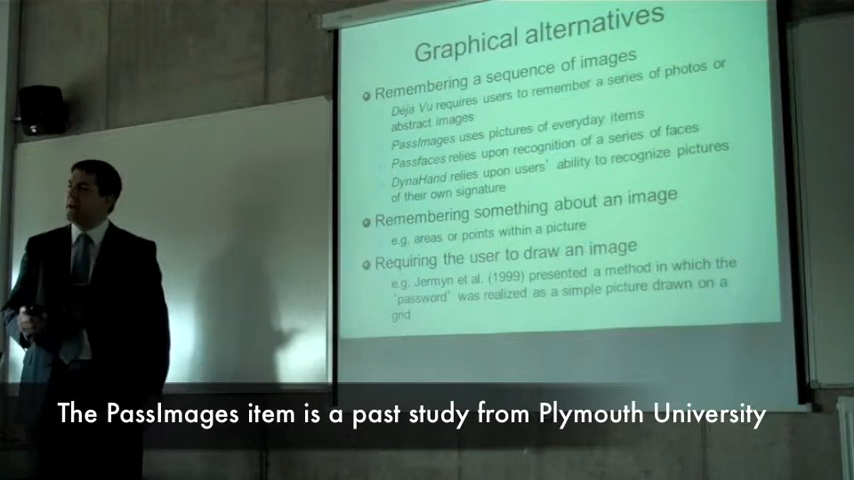 Graphical alternatives
Remembering a sequence of images
Déjà Vu requires users to remember a series of photos or
abstract images
PassImages uses pictures of everyday items
Passfaces relies upon recognition of a series of faces
DynaHand relies upon users' ability to recognize pictures
of their own signature
Remembering something about an image
e.g. areas or points within a picture
Requiring the user to draw an image
e.g. Jermyn et al. (1999) presented a method in which the
'password' was realized as a simple picture drawn on a
grid
The PassImages item is a past study from Plymouth University